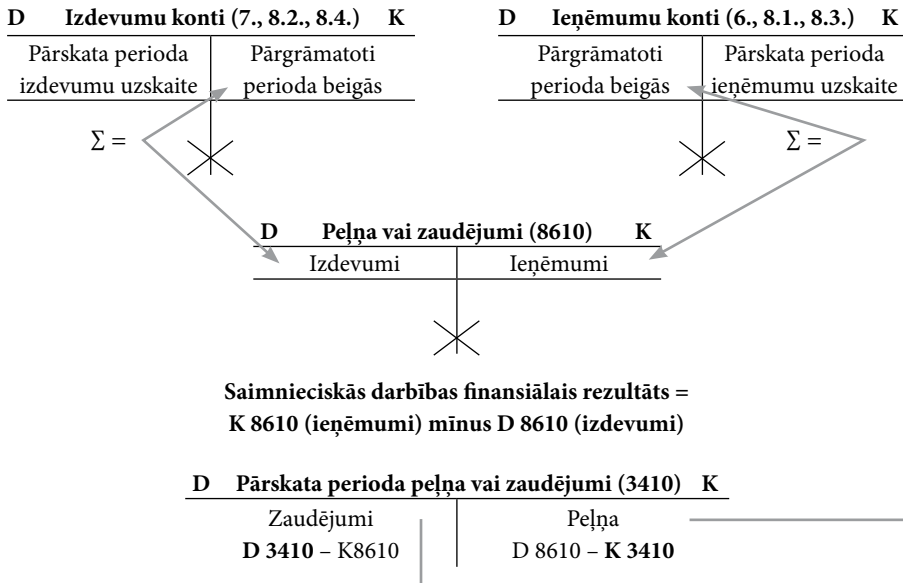 D Izdevumu konti (7., 8.2., 8.4.) K
Pārskata perioda
izdevumu uzskaite
Pārgrāmatoti
perioda beigās
∑ =
D Ieņēmumu konti (6., 8.1., 8.3.) K
Pārgrāmatoti
perioda beigās
Pārskata perioda
ieņēmumu uzskaite
∑ =
D Peļņa vai zaudējumi (8610) K
Izdevumi
Ieņēmumi
Saimnieciskās darbības finansiālais rezultāts =
K 8610 (ieņēmumi) mīnus D 8610 (izdevumi)
D Pārskata perioda peļņa vai zaudējumi (3410) K
Zaudējumi
D 3410 – K8610
Peļņa
D 8610 – K 3410